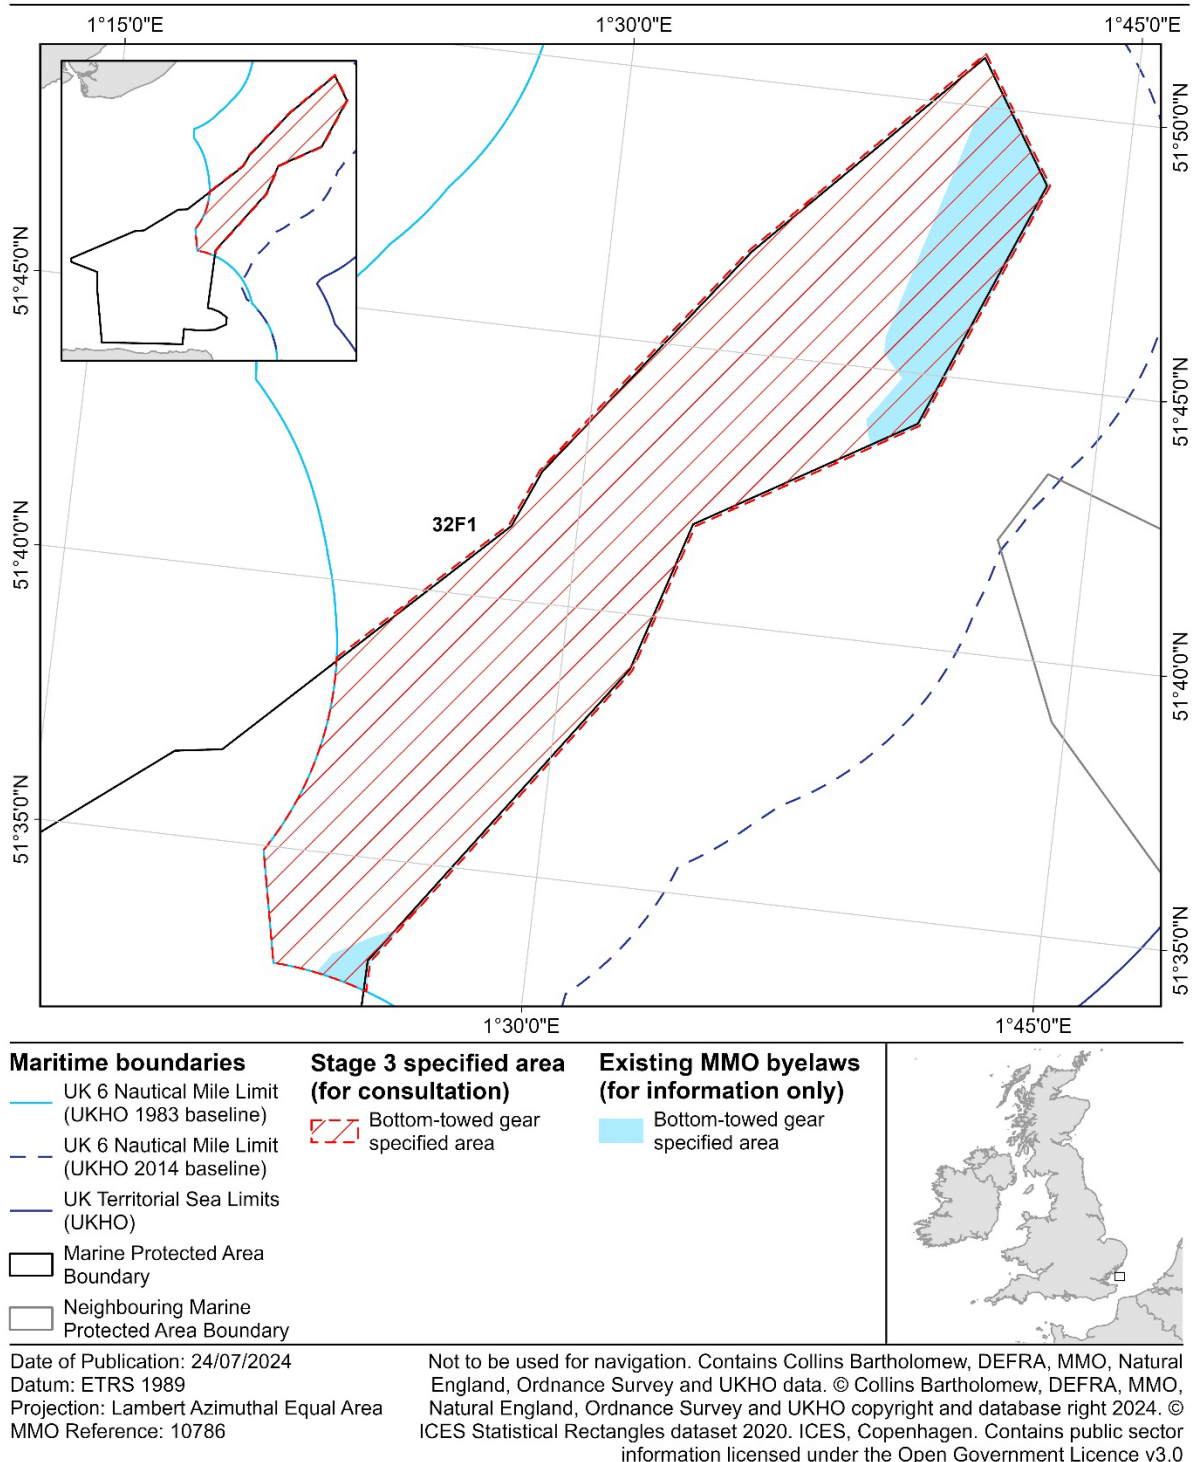 1°15'0"E
1°30'0"E
1°45'0"E
51°45'0"N
51°40'0"N
51°35'0"N
51°50'0"N
51°45'0"N
51°40'0"N
51°35'0"N
32F1
1°30'0"E
1°45'0"E
Maritime boundaries
UK 6 Nautical Mile Limit
(UKHO 1983 baseline)
UK 6 Nautical Mile Limit
(UKHO 2014 baseline)
UK Territorial Sea Limits
(UKHO)
Marine Protected Area
Boundary
Neighbouring Marine
Protected Area Boundary
Stage 3 specified area
(for consultation)
Bottom-towed gear
specified area
Existing MMO byelaws
(for information only)
Bottom-towed gear
specified area
Date of Publication: 24/07/2024
Datum: ETRS 1989
Projection: Lambert Azimuthal Equal Area
MMO Reference: 10786
Not to be used for navigation. Contains Collins Bartholomew, DEFRA, MMO, Natural
England, Ordnance Survey and UKHO data. © Collins Bartholomew, DEFRA, MMO,
Natural England, Ordnance Survey and UKHO copyright and database right 2024. ©
ICES Statistical Rectangles dataset 2020. ICES, Copenhagen. Contains public sector
information licensed under the Open Government Licence v3.0